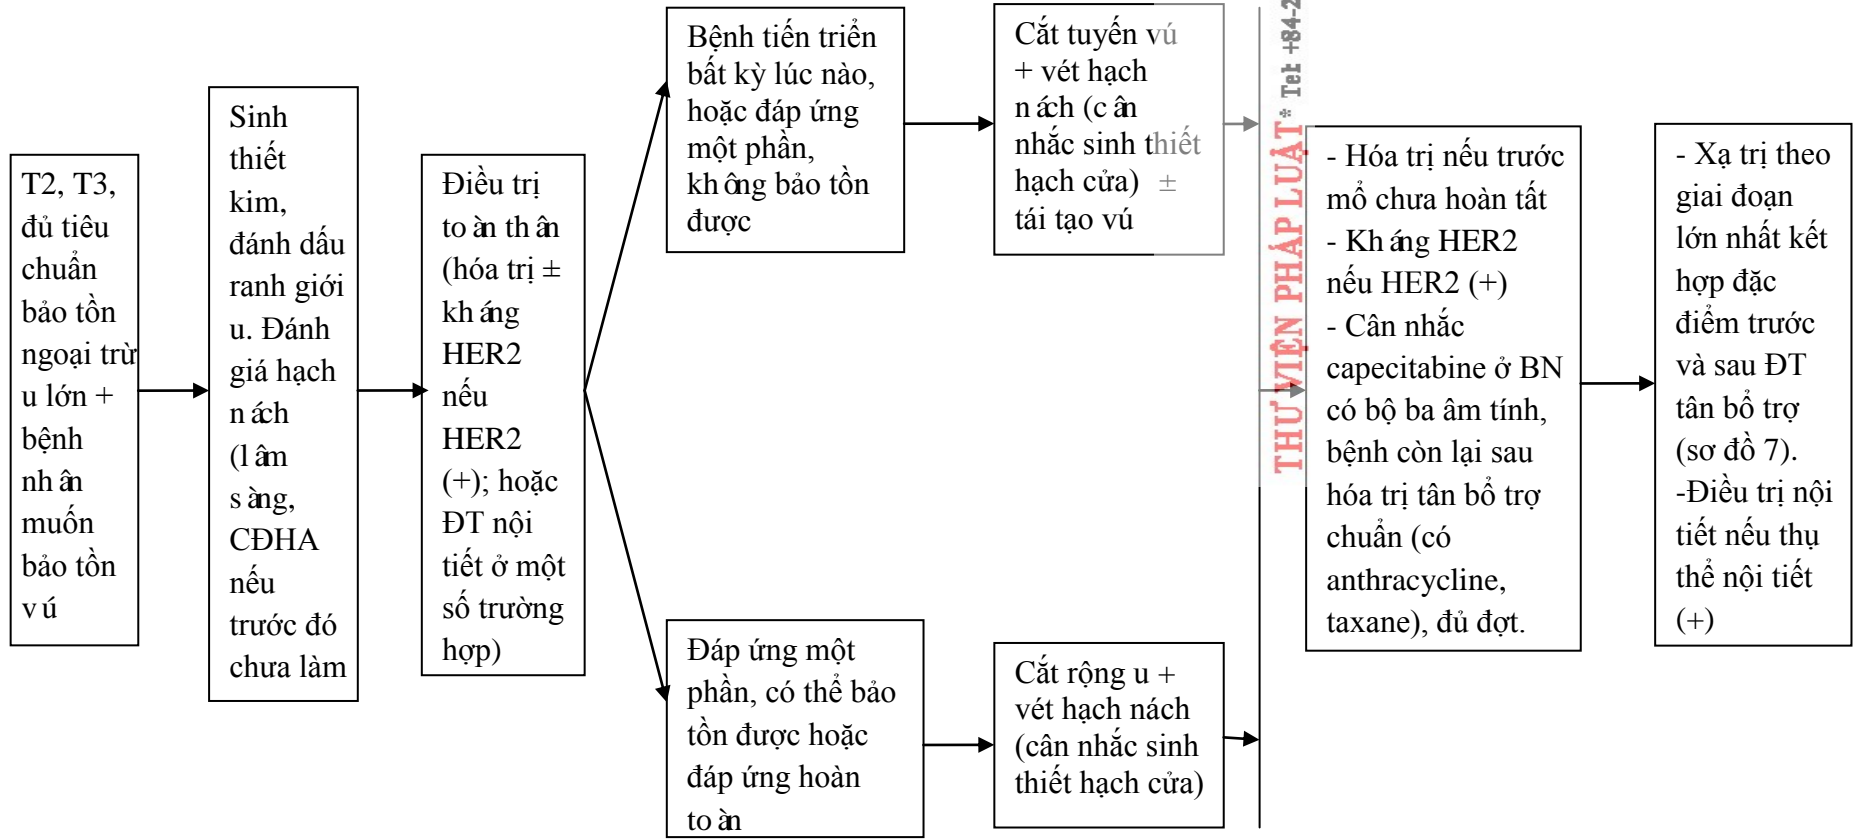 T2, T3,
đủ tiêu
chuẩn
bảo tồn
ngoại trừ
u lớn +
bệnh
nhân
muốn
bảo tồn
vú
Sinh
thiết
kim,
đánh dấu
ranh giới
u. Đánh
giá hạch
nách
(lâm
sàng,
CĐHA
nếu
trước đó
chưa làm
Điều trị
toàn thân
(hóa trị ±
kháng
HER2
nếu
HER2
(+); hoặc
ĐT nội
tiết ở một
số trường
hợp)
Bệnh tiến triển
bất kỳ lúc nào,
hoặc đáp ứng
một phần,
không bảo tồn
được
Cắt tuyến vú
+ vét hạch
nách (cân
nhắc sinh thiết
hạch cửa) ±
tái tạo vú
Đáp ứng một
phần, có thể bảo
tồn được hoặc
đáp ứng hoàn
toàn
Cắt rộng u +
vét hạch nách
(cân nhắc sinh
thiết hạch cửa)
THƯ VIỆN PHÁP LUẬT* Tel: +84-2
- Hóa trị nếu trước
mổ chưa hoàn tất
- Kháng HER2
nếu HER2 (+)
- Cân nhắc
capecitabine ở BN
có bộ ba âm tính,
bệnh còn lại sau
hóa trị tân bổ trợ
chuẩn (có
anthracycline,
taxane), đủ đợt.
- Xạ trị theo
giai đoạn
lớn nhất kết
hợp đặc
điểm trước
và sau ĐT
tân bổ trợ
(sơ đồ 7).
-Điều trị nội
tiết nếu thụ
thể nội tiết
(+)